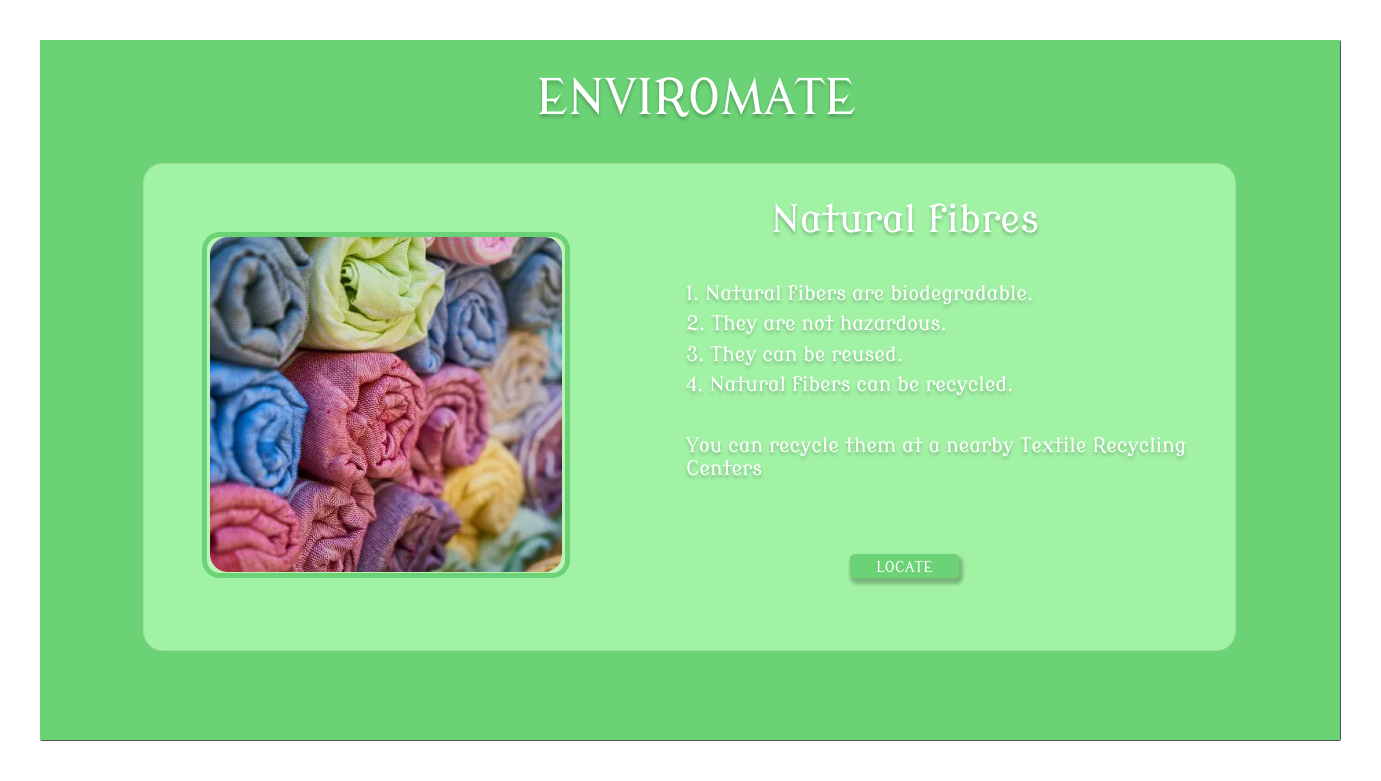 ENVIROMATE
Natural Fibres
1. Natural fibers are biodegradable.
2. They are not hazardous.
3. They can be reused.
4. Natural fibers can be recycled.
You can recycle them at a nearby Textile Recycling
Centers
LOCATE